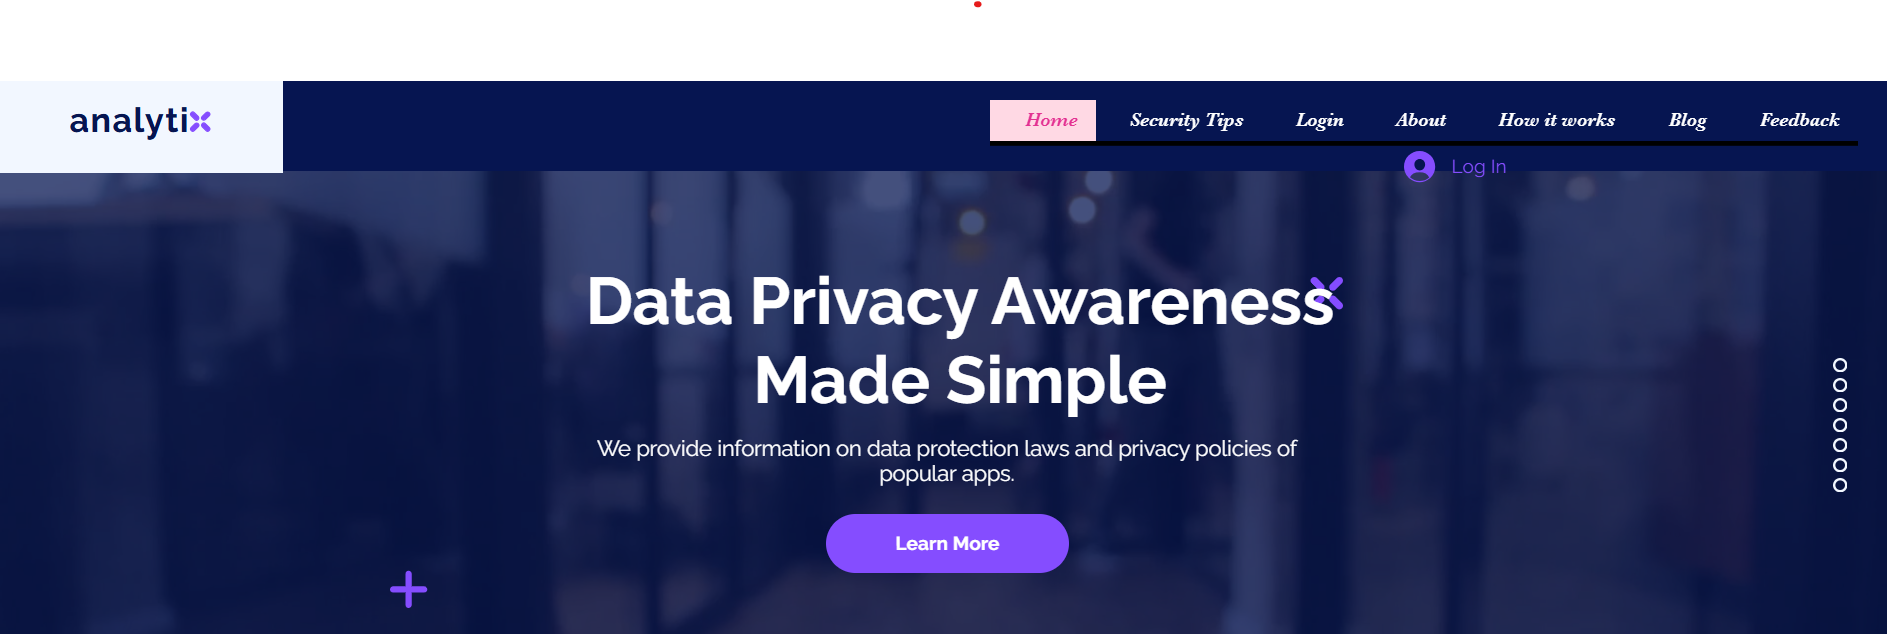 analytix
Home Security Tips Login About How it works Blog Feedback
Log In
Data Privacy Awareness
Made Simple
We provide information on data protection laws and privacy policies of
popular apps.
Learn More